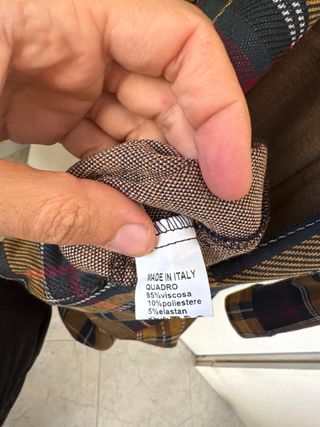 MADE IN ITALY
QUADRO
85%viscosa
10%poliestere
5%elastan